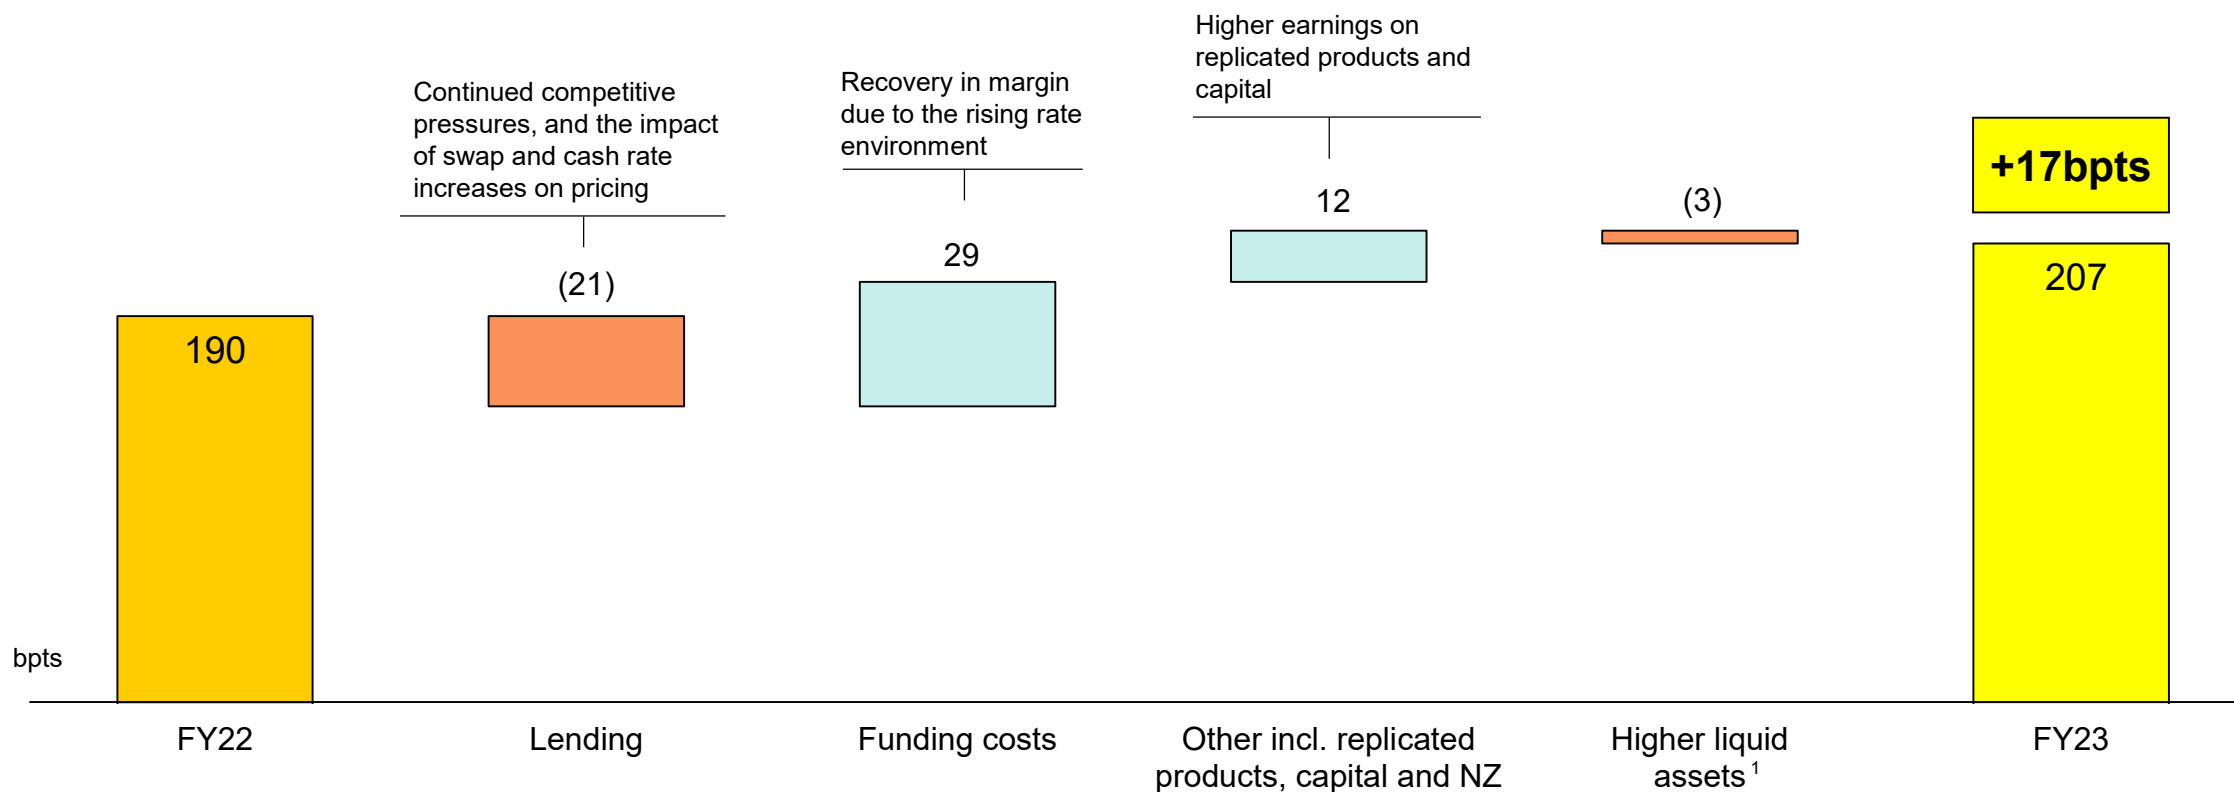 Higher earnings on
replicated products and
capital
Recovery in margin
due to the rising rate
environment
Continued competitive
pressures, and the impact
of swap and cash rate
increases on pricing
+17bpts
12
(3)
29
(21)
207
190
bpts
FY22
Lending
Funding costs
Other incl. replicated
products, capital and NZ
Higher liquid
assets 1
FY23